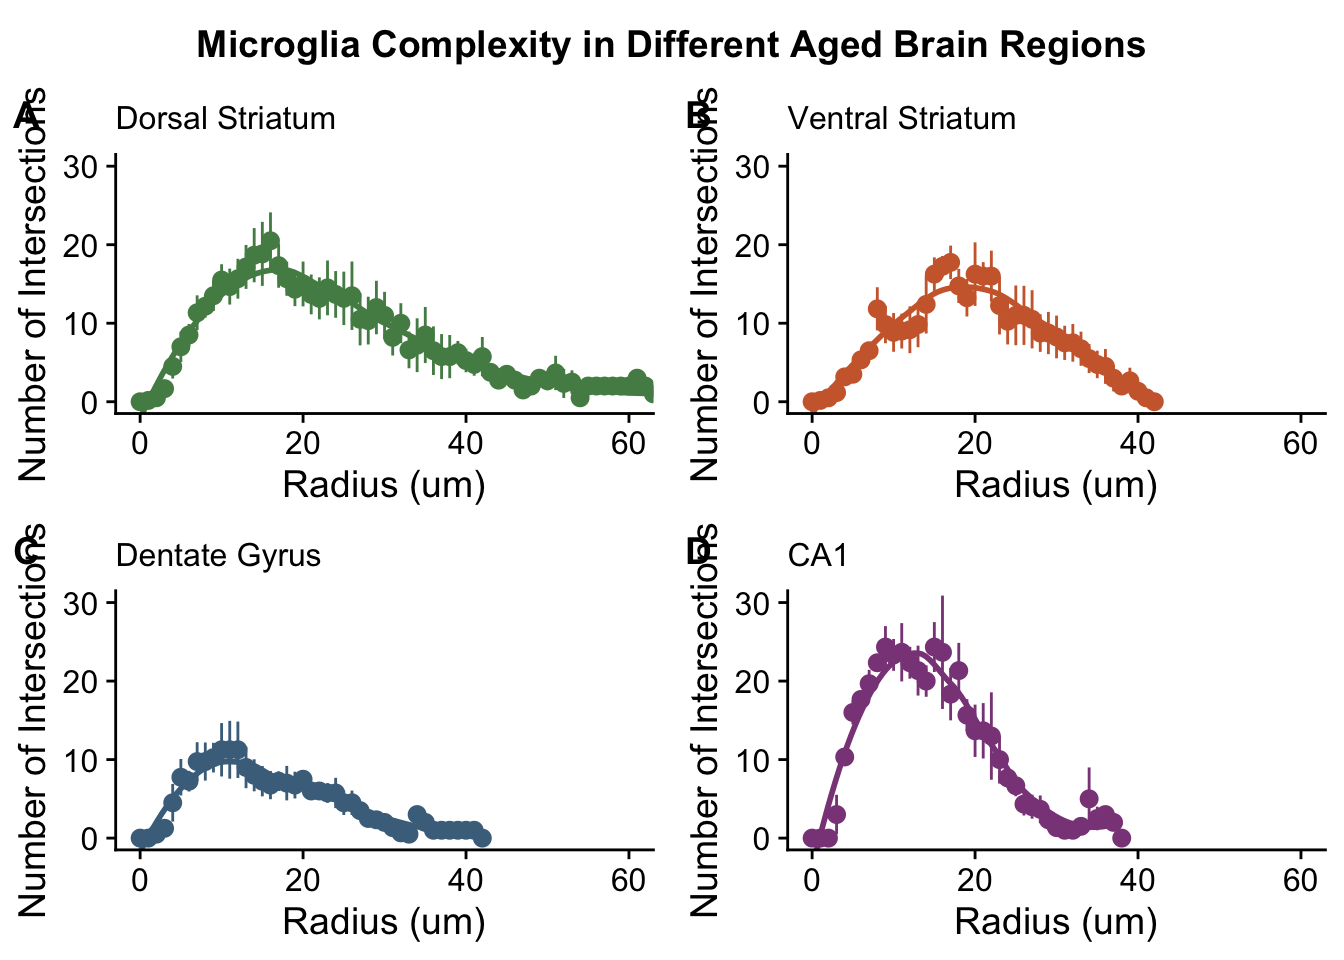 Microglia Complexity in Different Aged Brain Regions
A
Dorsal Striatum
Number of Intersections
30
20
10
0
0 20 40 60
Radius (um)
B
Ventral Striatum
Number of Intersections
30
20
10
0
0 20 40 60
Radius (um)
C
Dentate Gyrus
Number of Intersections
30
20
10
0
0 20 40 60
Radius (um)
D
CA1
Number of Intersections
30
20
10
0
0 20 40 60
Radius (um)